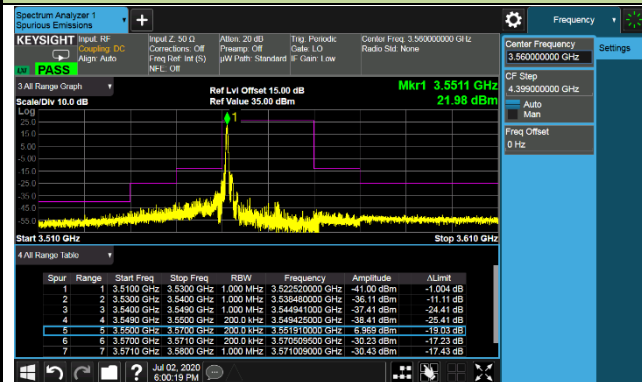 Spectrum Analyzer 1
Spurious Emissions
Frequency
KEYSIGHT
Input: RF
Coupling: DC
Align: Auto
Input Z: 50 Ω
Corrections: Off
Freq Ref: Int (S)
NFE: Off
Atten: 20 dB
Preamp: Off
µW Path: Standard
Trig: Periodic
Gate: LO
IF Gain: Low
Center Freq: 3.560000000 GHz
Radio Std: None
PASS
Center Frequency
3.560000000 GHz
Settings
CF Step
4.399000000 GHz
Auto
Man
Freq Offset
0 Hz
3 All Range Graph
Ref Lvl Offset 15.00 dB
Mkr1 3.5511 GHz
Scale/Div 10.0 dB
Ref Value 35.00 dBm
21.98 dBm
Log
1
25.0
15.0
5.00
-5.00
-15.0
-25.0
-35.0
-45.0
-55.0
Start 3.510 GHz
Stop 3.610 GHz
4 All Range Table
Spur Range Start Freq Stop Freq RBW Frequency Amplitude ΔLimit
1 1 3.5100 GHz 3.5300 GHz 1.000 MHz 3.522520000 GHz -41.00 dBm -1.004 dB
2 2 3.5300 GHz 3.5400 GHz 1.000 MHz 3.538480000 GHz -36.11 dBm -11.11 dB
3 3 3.5400 GHz 3.5490 GHz 1.000 MHz 3.544941000 GHz -37.41 dBm -24.41 dB
4 4 3.5490 GHz 3.5500 GHz 200.0 kHz 3.549425000 GHz -38.41 dBm -25.41 dB
5 5 3.5500 GHz 3.5700 GHz 200.0 kHz 3.551910000 GHz 6.969 dBm -19.03 dB
6 6 3.5700 GHz 3.5710 GHz 200.0 kHz 3.570509500 GHz -30.23 dBm -17.23 dB
7 7 3.5710 GHz 3.5800 GHz 1.000 MHz 3.571009000 GHz -30.43 dBm -17.43 dB
Jul 02, 2020
6:00:19 PM